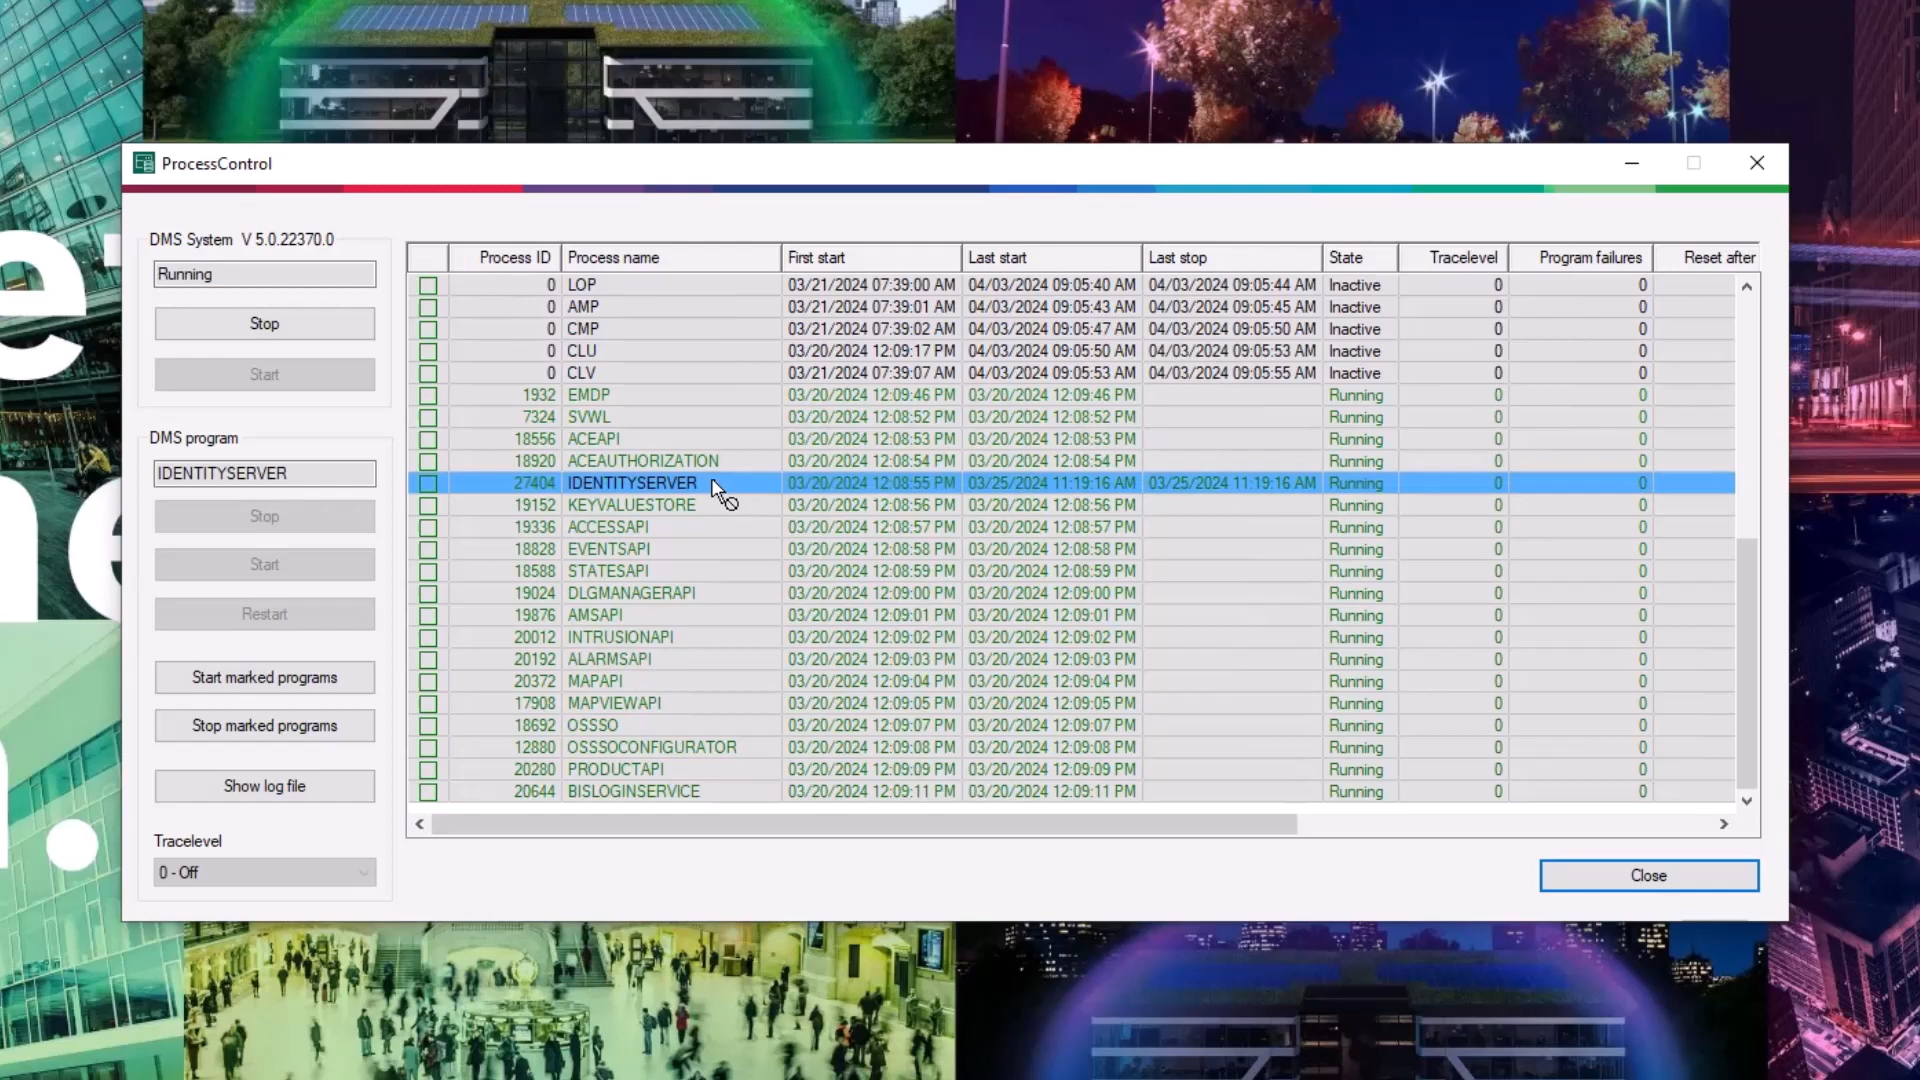 ProcessControl
DMS System V 5.0.22370.0
Running
Stop
Start
DMS program
IDENTITYSERVER
Stop
Start
Restart
Start marked programs
Stop marked programs
Show log file
Tracelevel
0 - Off
Process ID Process name First start Last start Last stop State Tracelevel Program failures Reset after
0 LOP 03/21/2024 07:39:00 AM 04/03/2024 09:05:40 AM 04/03/2024 09:05:44 AM Inactive 0 0
0 AMP 03/21/2024 07:39:01 AM 04/03/2024 09:05:43 AM 04/03/2024 09:05:45 AM Inactive 0 0
0 CMP 03/21/2024 07:39:02 AM 04/03/2024 09:05:47 AM 04/03/2024 09:05:50 AM Inactive 0 0
0 CLU 03/20/2024 12:09:17 PM 04/03/2024 09:05:50 AM 04/03/2024 09:05:53 AM Inactive 0 0
0 CLV 03/21/2024 07:39:07 AM 04/03/2024 09:05:53 AM 04/03/2024 09:05:55 AM Inactive 0 0
1932 EMDP 03/20/2024 12:09:46 PM 03/20/2024 12:09:46 PM Running 0 0
7324 SVWL 03/20/2024 12:08:52 PM 03/20/2024 12:08:52 PM Running 0 0
18556 ACEAPI 03/20/2024 12:08:53 PM 03/20/2024 12:08:53 PM Running 0 0
18920 ACEAUTHORIZATION 03/20/2024 12:08:54 PM 03/20/2024 12:08:54 PM Running 0 0
27404 IDENTITYSERVER 03/20/2024 12:08:55 PM 03/25/2024 11:19:16 AM 03/25/2024 11:19:16 AM Running 0 0
19152 KEYVALUESTORE 03/20/2024 12:08:56 PM 03/20/2024 12:08:56 PM Running 0 0
19336 ACCESSAPI 03/20/2024 12:08:57 PM 03/20/2024 12:08:57 PM Running 0 0
18828 EVENTSAPI 03/20/2024 12:08:58 PM 03/20/2024 12:08:58 PM Running 0 0
18588 STATESAPI 03/20/2024 12:08:59 PM 03/20/2024 12:08:59 PM Running 0 0
19024 DLGMANAGERAPI 03/20/2024 12:09:00 PM 03/20/2024 12:09:00 PM Running 0 0
19876 AMSAPI 03/20/2024 12:09:01 PM 03/20/2024 12:09:01 PM Running 0 0
20012 INTRUSIONAPI 03/20/2024 12:09:02 PM 03/20/2024 12:09:02 PM Running 0 0
20192 ALARMSAPI 03/20/2024 12:09:03 PM 03/20/2024 12:09:03 PM Running 0 0
20372 MAPAPI 03/20/2024 12:09:04 PM 03/20/2024 12:09:04 PM Running 0 0
17908 MAPVIEWAPI 03/20/2024 12:09:05 PM 03/20/2024 12:09:05 PM Running 0 0
18692 OSSSO 03/20/2024 12:09:07 PM 03/20/2024 12:09:07 PM Running 0 0
12880 OSSSOCONFIGURATOR 03/20/2024 12:09:08 PM 03/20/2024 12:09:08 PM Running 0 0
20280 PRODUCTAPI 03/20/2024 12:09:09 PM 03/20/2024 12:09:09 PM Running 0 0
20644 BISLOGINSERVICE 03/20/2024 12:09:11 PM 03/20/2024 12:09:11 PM Running 0 0
Close